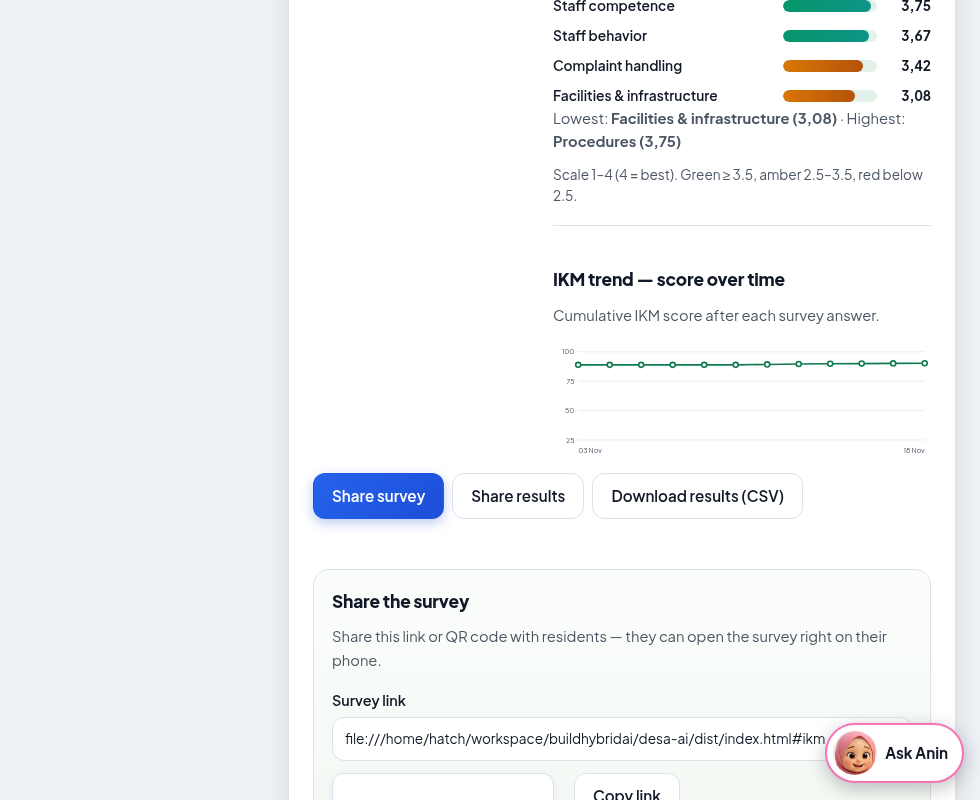 Staff competence 3,75
Staff behavior 3,67
Complaint handling 3,42
Facilities & infrastructure 3,08
Lowest: Facilities & infrastructure (3,08) · Highest:
Procedures (3,75)
Scale 1–4 (4 = best). Green ≥ 3.5, amber 2.5–3.5, red below
2.5.
IKM trend — score over time
Cumulative IKM score after each survey answer.
100
75
50
25
03 Nov 18 Nov
Share survey Share results Download results (CSV)
Share the survey
Share this link or QR code with residents — they can open the survey right on their
phone.
Survey link
file:///home/hatch/workspace/buildhybridai/desa-ai/dist/index.html#ikm
Ask Anin
Copy link